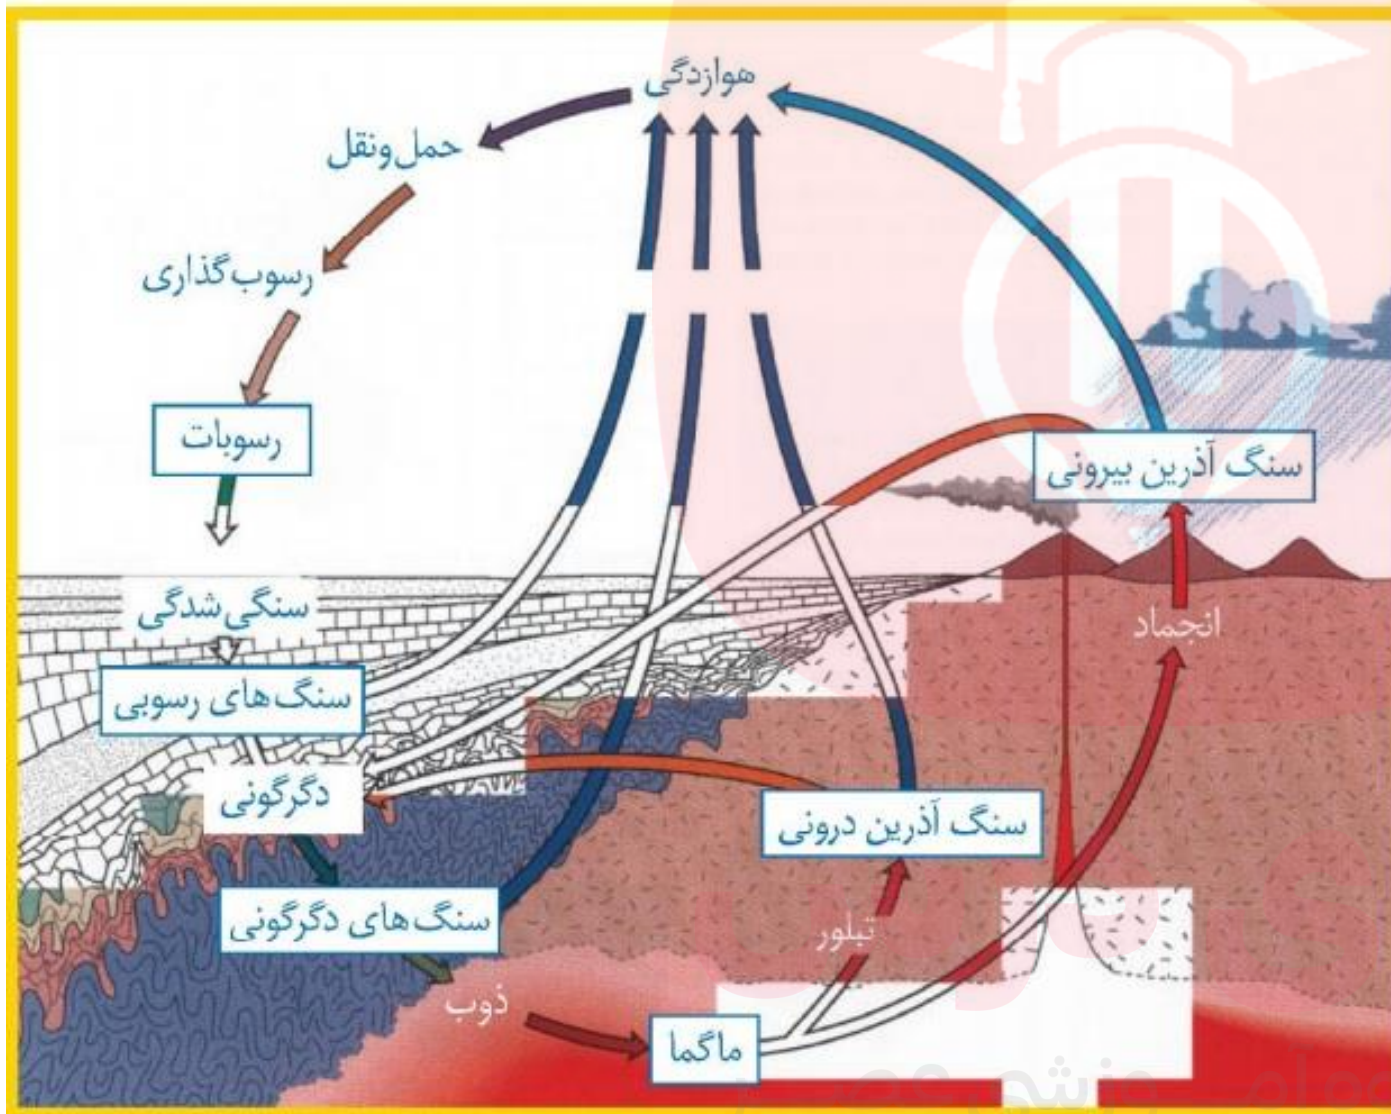 هوازدگی
حمل‌ونقل
رسوب‌گذاری
رسوبات
سنگ آذرین بیرونی
سنگی شدگی
انجماد
سنگ‌های رسوبی
دگرگونی
سنگ آذرین درونی
سنگ‌های دگرگونی
تبلور
ذوب
ماگما